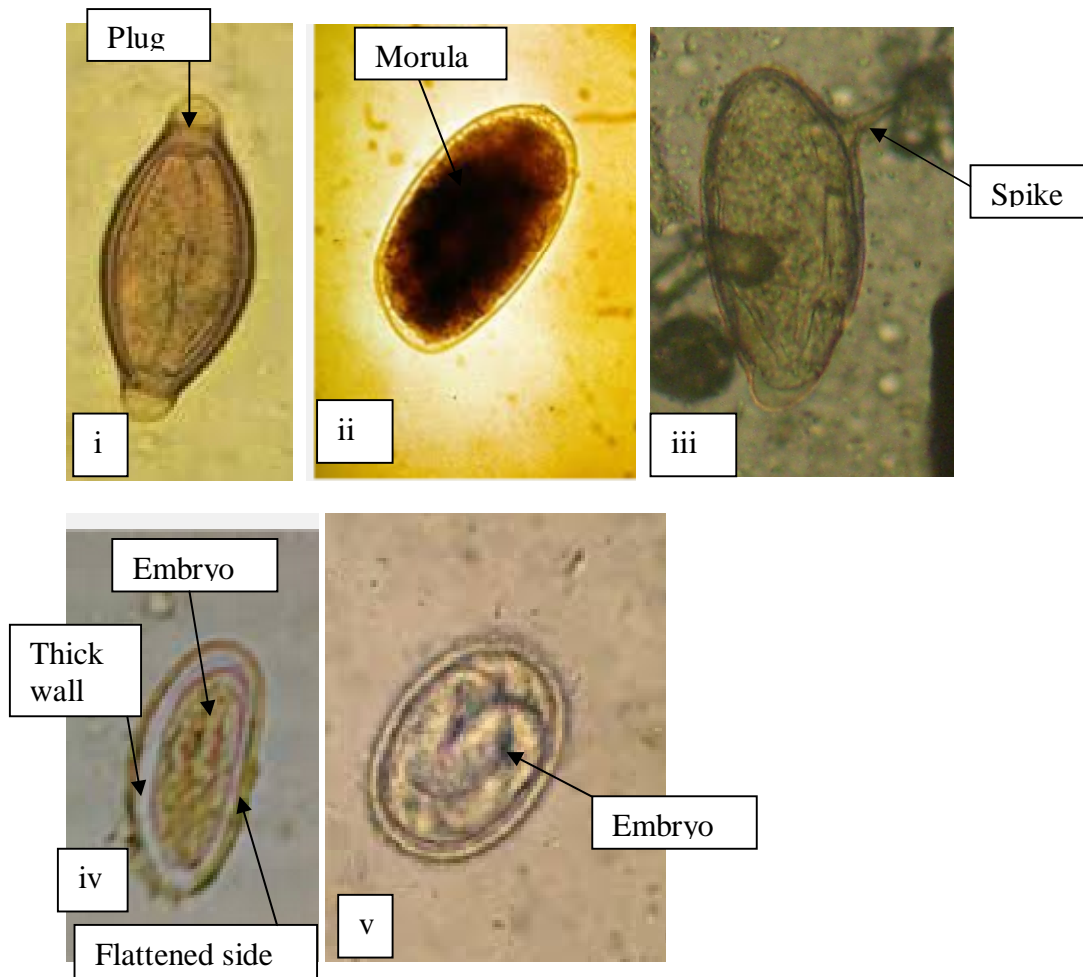 Plug
Morula
Spike
i
ii
iii
Embryo
Thick
wall
Embryo
iv
v
Flattened side